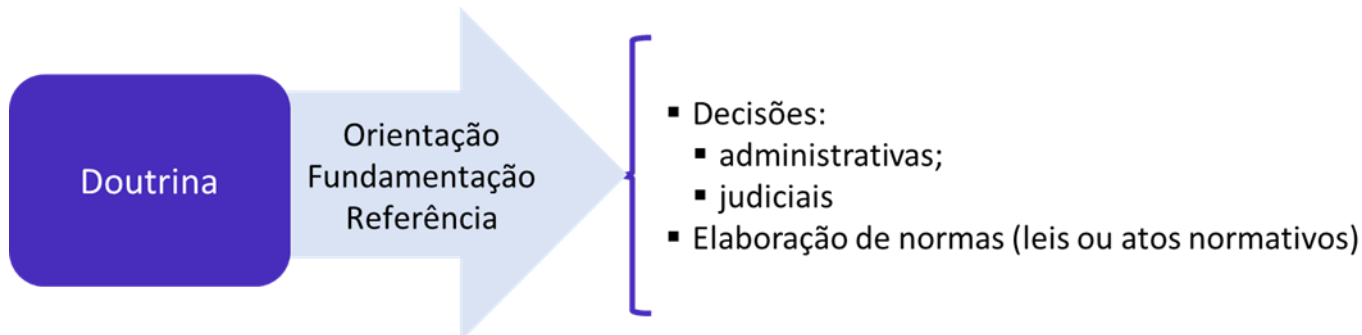 Doutrina
Orientação
Fundamentação
Referência
▪ Decisões:
▪ administrativas;
▪ judiciais
▪ Elaboração de normas (leis ou atos normativos)